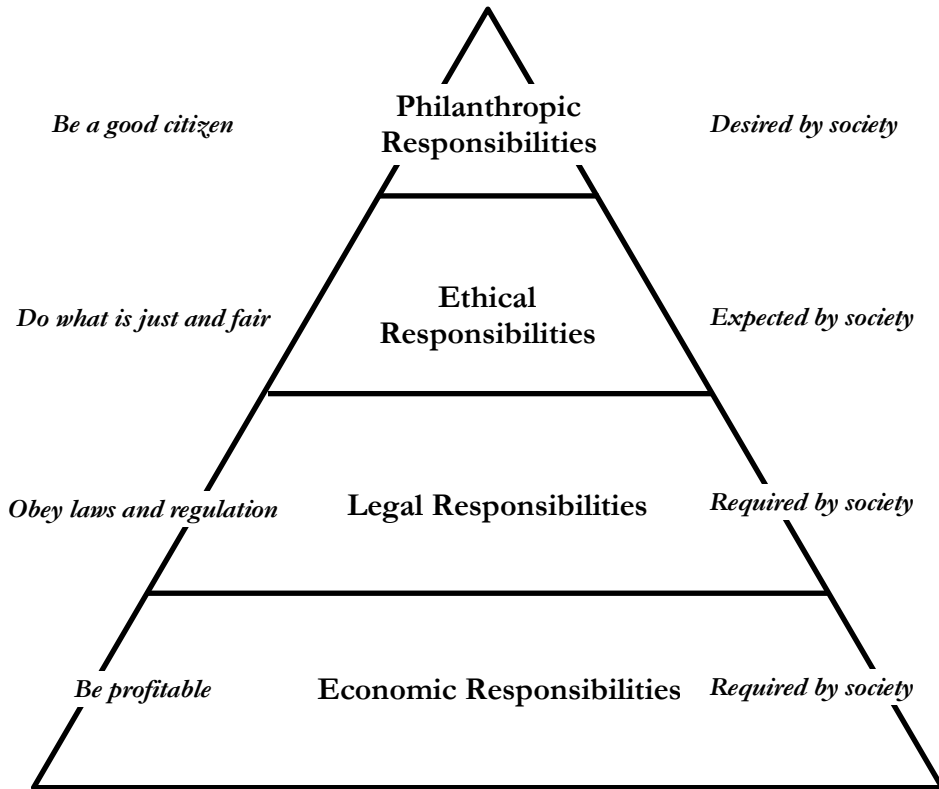 Be a good citizen
Philanthropic
Responsibilities
Desired by society
Do what is just and fair
Ethical
Responsibilities
Expected by society
Obey laws and regulation
Legal Responsibilities
Required by society
Be profitable
Economic Responsibilities
Required by society